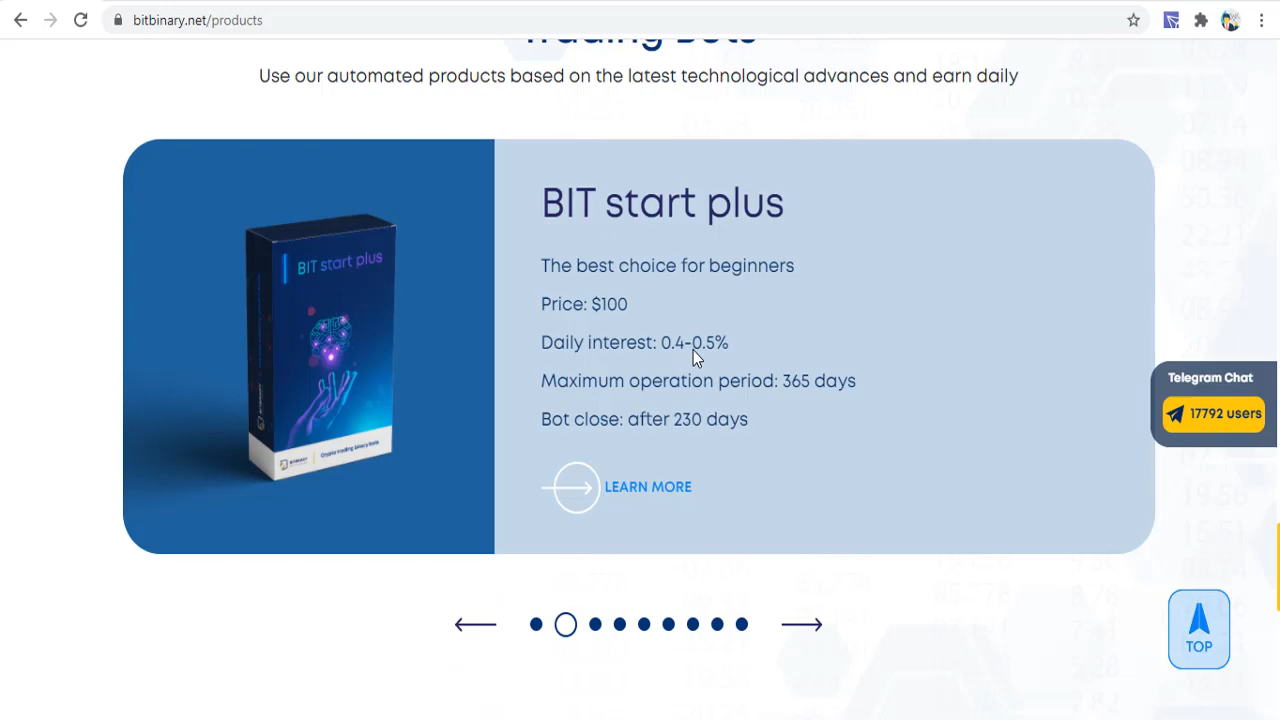 bitbinary.net/products
Trading Bots
Use our automated products based on the latest technological advances and earn daily
BIT start plus
BIT start plus
The best choice for beginners
Price: $100
Daily interest: 0.4-0.5%
Maximum operation period: 365 days
Bot close: after 230 days
LEARN MORE
Telegram Chat
17792 users
TOP